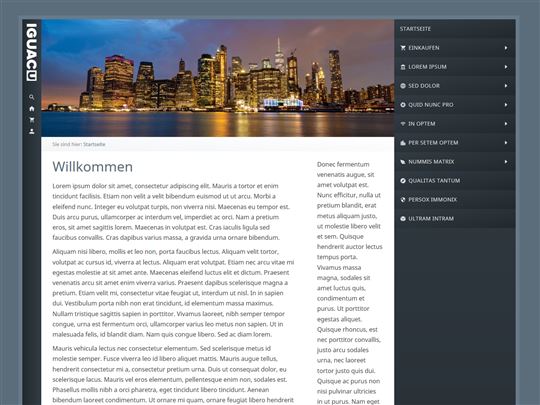 IGUACU
STARTSEITE
EINKAUFEN
LOREM IPSUM
SED DOLOR
QUID NUNC PRO
IN OPTEM
PER SETEM OPTEM
NUMMIS MATRIX
QUALITAS TANTUM
PERSOX IMMONIX
ULTRAM INTRAM
Sie sind hier: Startseite
Willkommen
Lorem ipsum dolor sit amet, consectetur adipiscing elit. Mauris a tortor et enim
tincidunt facilisis. Etiam non velit a velit bibendum euismod ut ut arcu. Morbi a
eleifend nunc. Integer eu volutpat turpis, non viverra nisi. Maecenas eu tempor est.
Duis arcu purus, ullamcorper ac interdum vel, imperdiet ac orci. Nam a pretium
eros, sit amet sagittis lorem. Maecenas in volutpat est. Cras iaculis ligula sed
faucibus convallis. Cras dapibus varius massa, a gravida urna ornare bibendum.
Aliquam nisi libero, mollis et leo non, porta faucibus lectus. Aliquam velit tortor,
volutpat ac cursus id, viverra at lectus. Aliquam erat volutpat. Etiam nec arcu vitae mi
egestas molestie at sit amet ante. Maecenas eleifend luctus elit et dictum. Praesent
venenatis arcu sit amet enim viverra varius. Praesent dapibus scelerisque magna a
pretium. Etiam velit mi, consectetur vitae feugiat ut, interdum ut nisl. In in sapien
dui. Vestibulum porta nibh non erat tincidunt, id elementum massa maximus.
Nullam tristique sagittis sapien in porttitor. Vivamus laoreet, nibh semper tempor
congue, urna est fermentum orci, ullamcorper varius leo metus non sapien. Ut in
malesuada felis, id blandit diam. Nam quis congue libero. Sed ac diam lorem.
Mauris vehicula lectus nec consectetur elementum. Sed scelerisque metus id
molestie semper. Fusce viverra leo id libero aliquet mattis. Mauris augue tellus,
hendrerit consectetur mi a, consectetur pretium urna. Duis ut consequat dolor, eu
scelerisque lacus. Mauris vel eros elementum, pellentesque enim non, sodales est.
Phasellus mollis nibh a orci pharetra, eget tincidunt libero tincidunt. Aenean
bibendum laoreet condimentum. Ut urna mi, quam ornare fringilla hendrerit
Donec fermentum
venenatis augue, sit
amet volutpat est.
Nunc efficitur, nulla ut
pretium blandit, erat
metus aliquam justo,
ut molestie libero velit
et sem. Quisque
hendrerit auctor lectus
tempus porta.
Vivamus massa
magna, sodales sit
amet luctus quis,
condimentum et
purus. Ut porttitor
egestas aliquet.
Quisque rhoncus, est
nec porttitor convallis,
justo arcu sodales
urna, nec laoreet
tortor justo quis dui.
Quisque ac purus non
nisi pulvinar ultricies
in ut purus. Nam eget